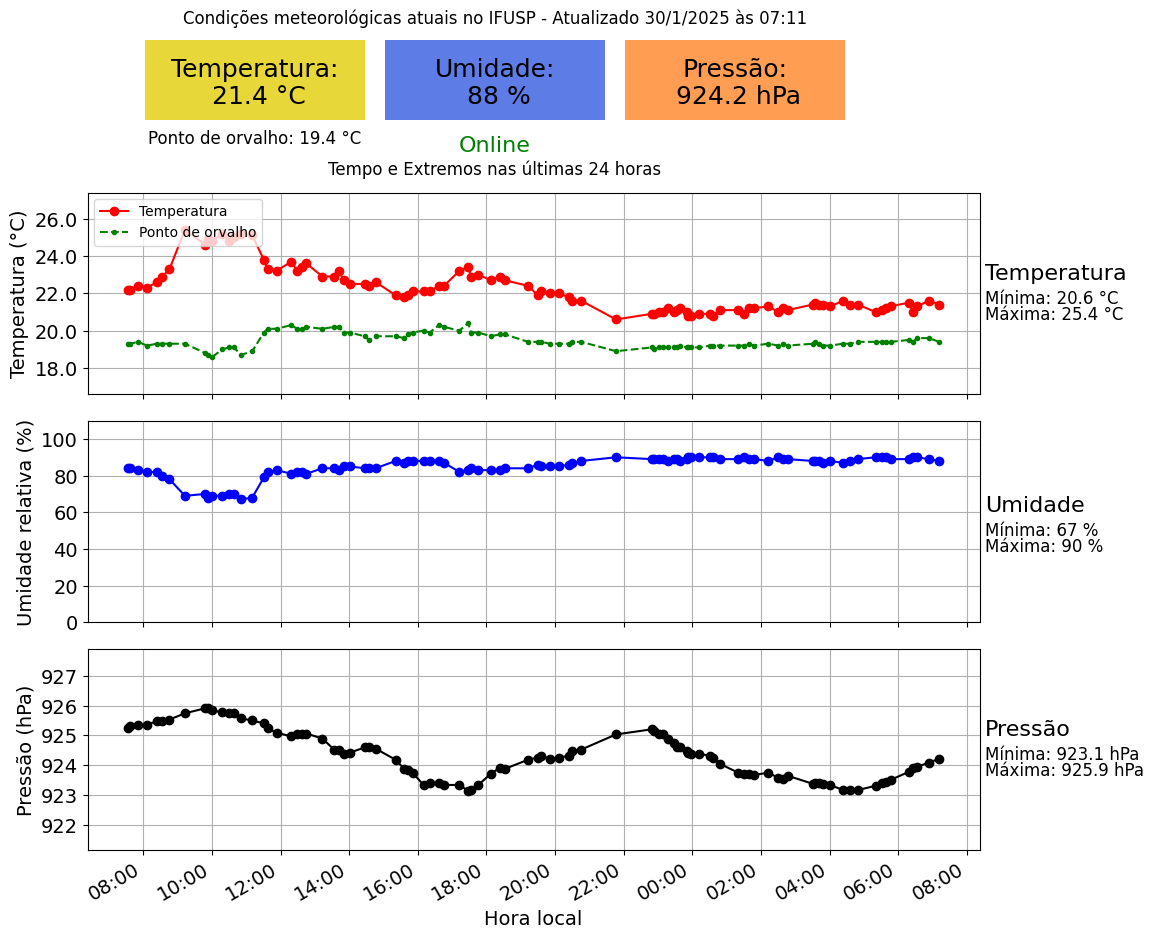 Condições meteorológicas atuais no IFUSP - Atualizado 30/1/2025 às 07:11
Temperatura:
21.4 °C
Umidade:
88 %
Pressão:
924.2 hPa
Ponto de orvalho: 19.4 °C
Online
Tempo e Extremos nas últimas 24 horas
Temperatura (°C)
26.0
24.0
22.0
20.0
18.0
Temperatura
Ponto de orvalho
Temperatura
Mínima: 20.6 °C
Máxima: 25.4 °C
Umidade relativa (%)
100
80
60
40
20
0
Umidade
Mínima: 67 %
Máxima: 90 %
Pressão (hPa)
927
926
925
924
923
922
Pressão
Mínima: 923.1 hPa
Máxima: 925.9 hPa
08:00 10:00 12:00 14:00 16:00 18:00 20:00 22:00 00:00 02:00 04:00 06:00 08:00
Hora local